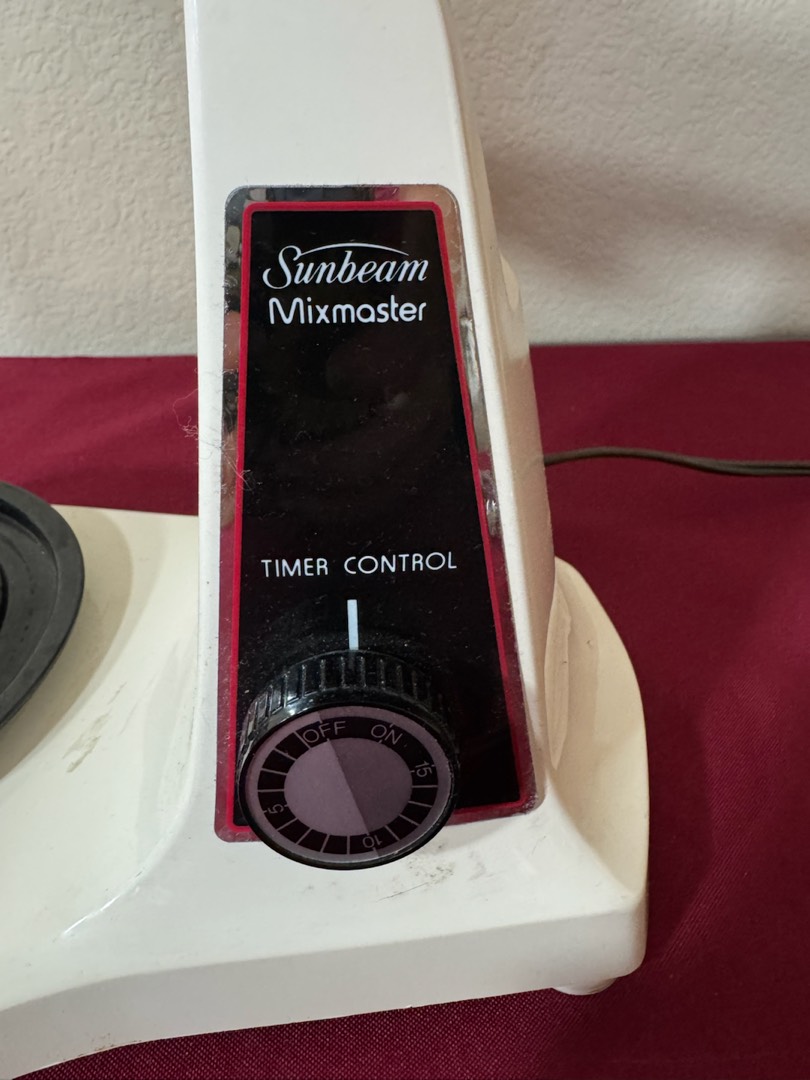 Sunbeam
Mixmaster
TIMER CONTROL
OFF ON
15
5
10